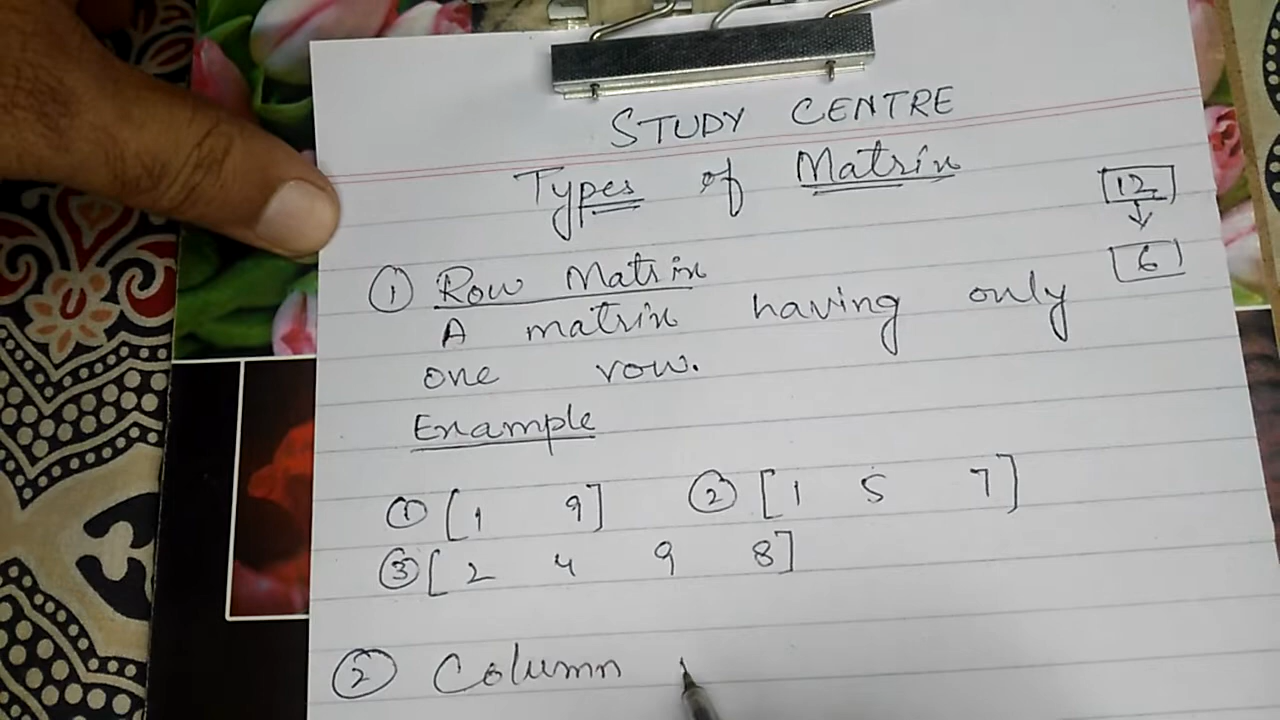 STUDY CENTRE
Types of Matrix
12
↓
6
① Row Matrix
A matrix having only
one row.
Example
① [1 9] ② [1 5 7]
③ [2 4 9 8]
② Column